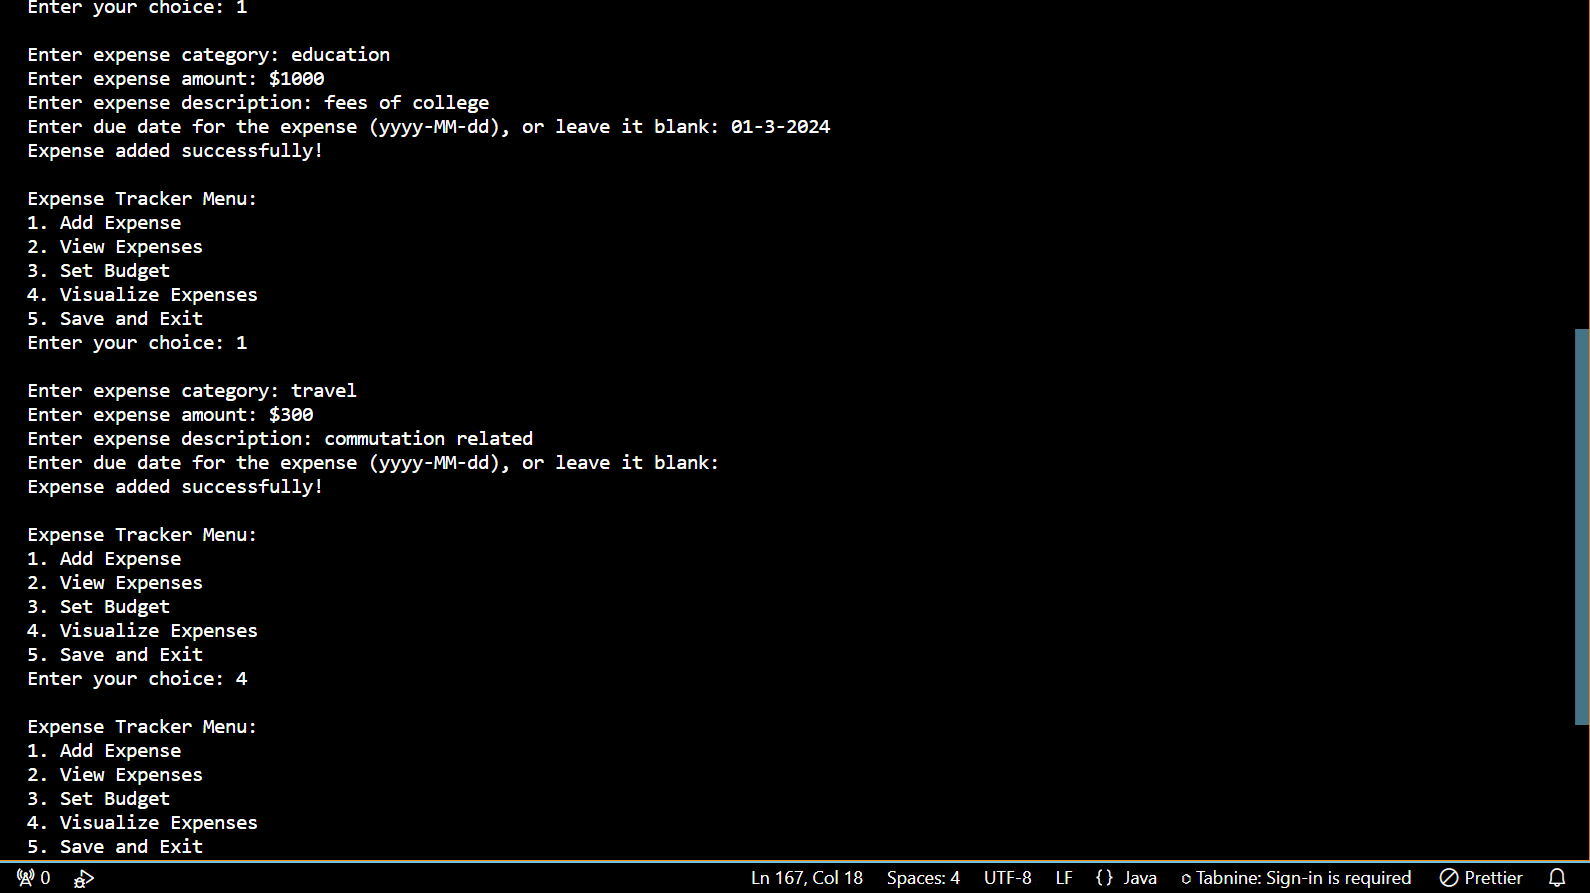 Enter your choice: 1
Enter expense category: education
Enter expense amount: $1000
Enter expense description: fees of college
Enter due date for the expense (yyyy-MM-dd), or leave it blank: 01-3-2024
Expense added successfully!
Expense Tracker Menu:
1. Add Expense
2. View Expenses
3. Set Budget
4. Visualize Expenses
5. Save and Exit
Enter your choice: 1
Enter expense category: travel
Enter expense amount: $300
Enter expense description: commutation related
Enter due date for the expense (yyyy-MM-dd), or leave it blank:
Expense added successfully!
Expense Tracker Menu:
1. Add Expense
2. View Expenses
3. Set Budget
4. Visualize Expenses
5. Save and Exit
Enter your choice: 4
Expense Tracker Menu:
1. Add Expense
2. View Expenses
3. Set Budget
4. Visualize Expenses
5. Save and Exit
0 Ln 167, Col 18 Spaces: 4 UTF-8 LF {} Java Tabnine: Sign-in is required Prettier